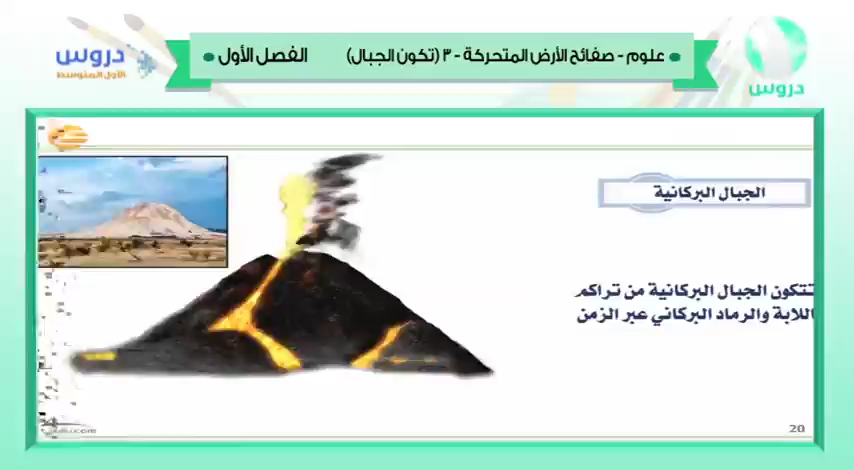 دروس
الأول المتوسط
علوم - صفائح الأرض المتحركة - ٣ (تكون الجبال) الفصل الأول
دروس
الجبال البركانية
تتكون الجبال البركانية من تراكم
اللابة والرماد البركاني عبر الزمن
20